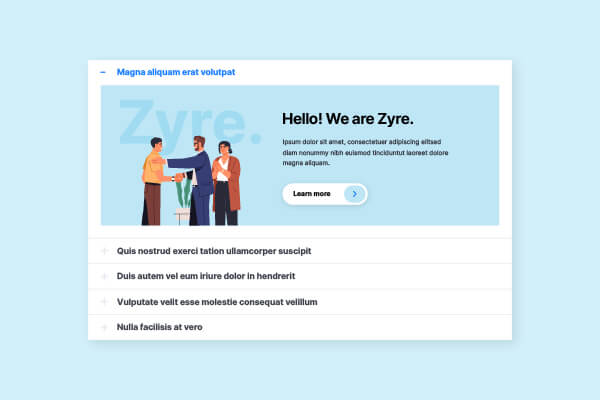 Magna aliquam erat volutpat
Zyre.
Hello! We are Zyre.
Ipsum dolor sit amet, consectetuer adipiscing elitsed
diam nonummy nibh euismod tinciduntut laoreet dolore
magna aliquam.
Learn more
Quis nostrud exerci tation ullamcorper suscipit
Duis autem vel eum iriure dolor in hendrerit
Vulputate velit esse molestie consequat velillum
Nulla facilisis at vero